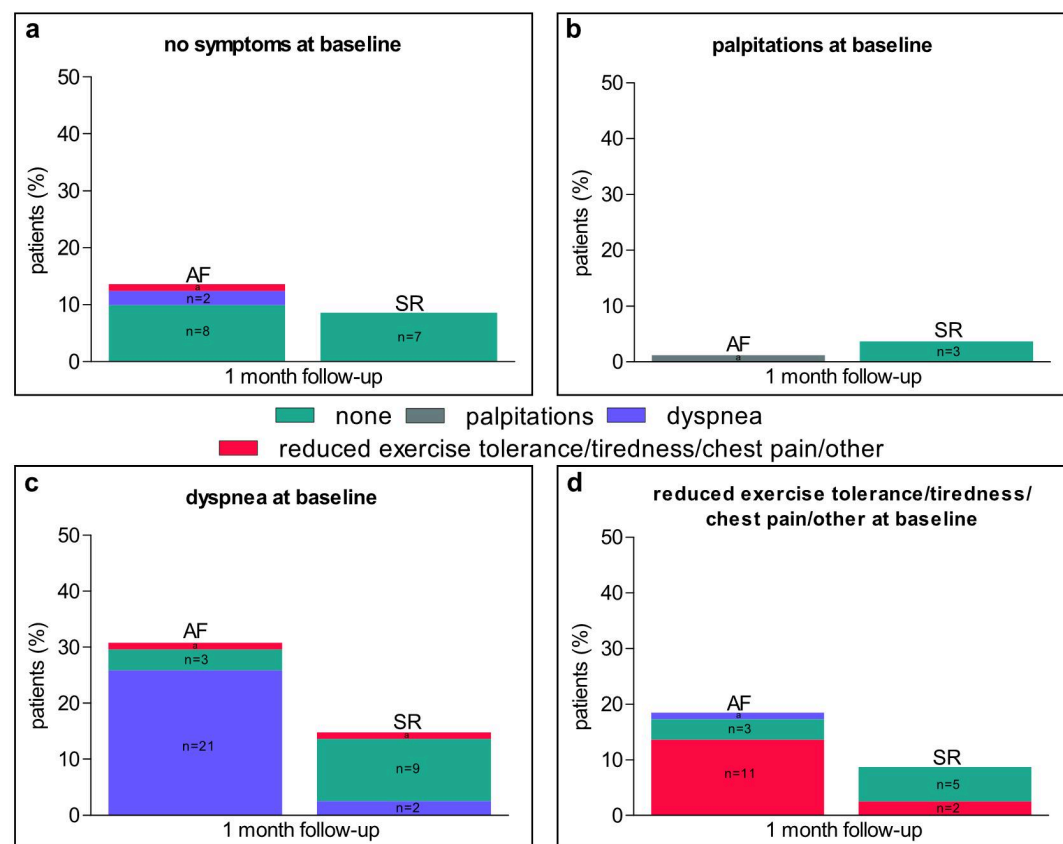 a
no symptoms at baseline
50
40
30
20
10
0
patients (%)
AF
a
n=2
n=8
SR
n=7
1 month follow-up
b
palpitations at baseline
50
40
30
20
10
0
patients (%)
AF
a
SR
n=3
1 month follow-up
none palpitations dyspnea
reduced exercise tolerance/tiredness/chest pain/other
c
dyspnea at baseline
50
40
30
20
10
0
patients (%)
AF
a
n=3
n=21
SR
a
n=9
n=2
1 month follow-up
d
reduced exercise tolerance/tiredness/
chest pain/other at baseline
50
40
30
20
10
0
patients (%)
AF
a
n=3
n=11
SR
n=5
n=2
1 month follow-up